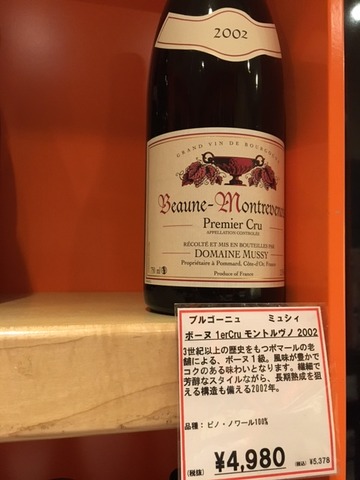 2002
GRAND VIN DE BOURGOGNE
Beaune-Montrevenots
Premier Cru
APPELLATION CONTRÔLÉE
RÉCOLTÉ ET MIS EN BOUTEILLES PAR
DOMAINE MUSSY
Propriétaire à Pommard, Côte-d'Or, France
Produce of France
ブルゴーニュ ミュシィ
ボーヌ 1erCru モントルヴノ 2002
3世紀以上の歴史をもつポマールの老
舗による、ボーヌ1級。風味が豊かで
コクのある味わいとなります。繊細で
芳醇なスタイルながら、長期熟成を狙
える構造も備える2002年。
品種:ピノ・ノワール100%
(税抜) ¥4,980 (税込) ¥5,378